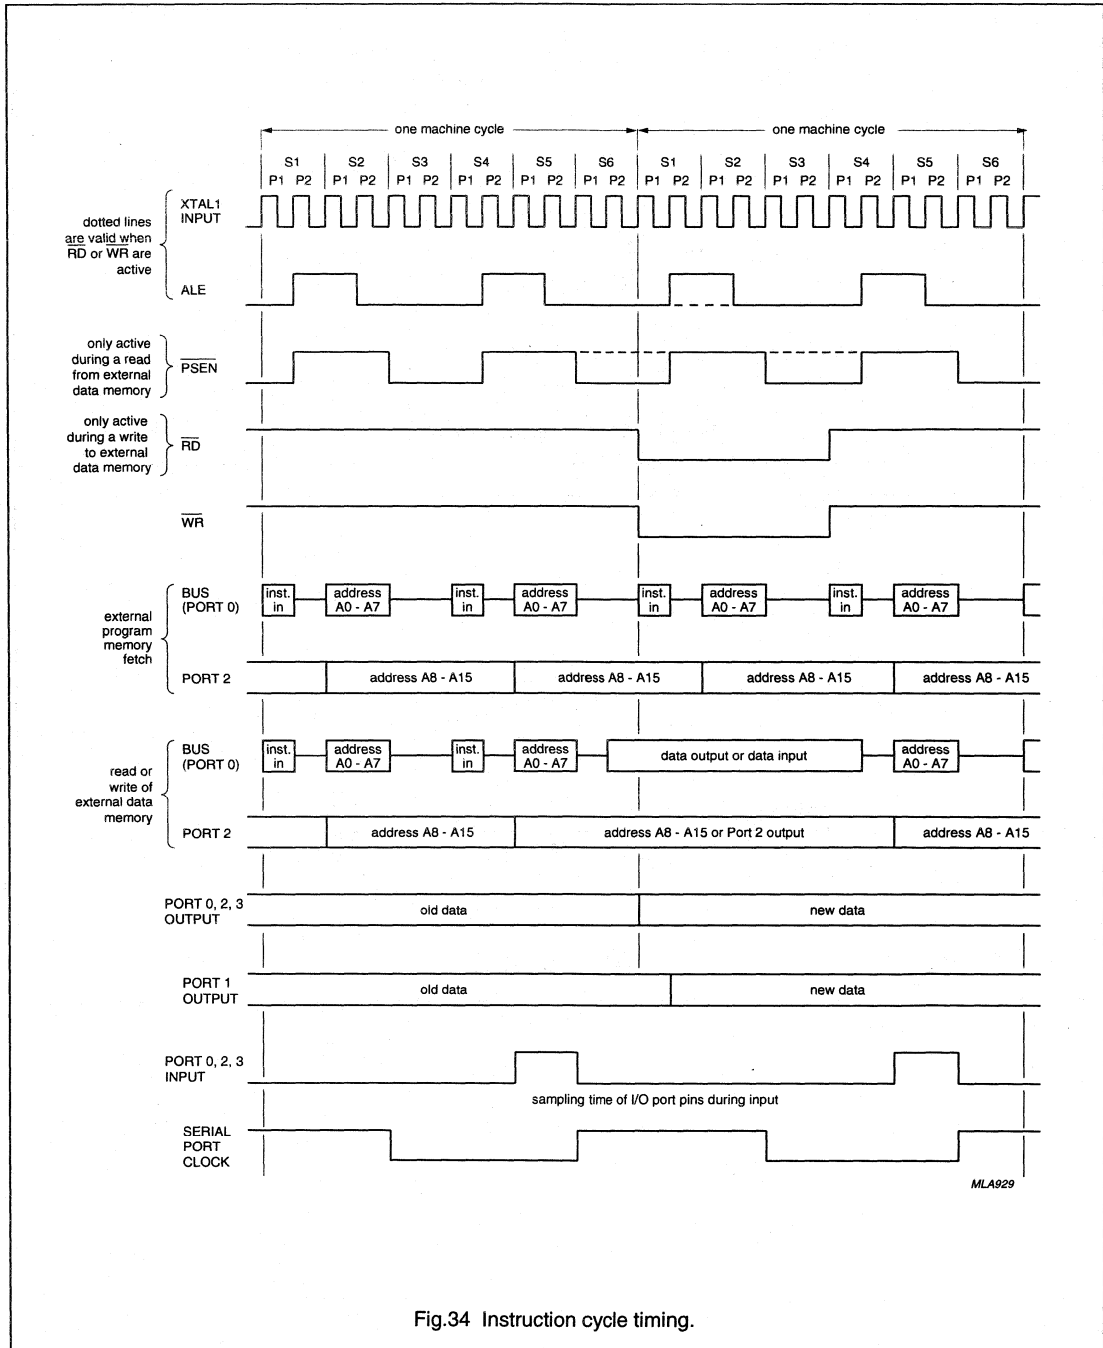 one machine cycle one machine cycle
S1 S2 S3 S4 S5 S6 S1 S2 S3 S4 S5 S6
P1 P2 P1 P2 P1 P2 P1 P2 P1 P2 P1 P2 P1 P2 P1 P2 P1 P2 P1 P2 P1 P2 P1 P2
dotted lines
are valid when
RD or WR are
active
XTAL1
INPUT
ALE
only active
during a read
from external
data memory
PSEN
only active
during a write
to external
data memory
RD
WR
external
program
memory
fetch
BUS
(PORT 0)
inst. address inst. address inst. address inst. address
in A0 - A7 in A0 - A7 in A0 - A7 in A0 - A7
PORT 2
address A8 - A15 address A8 - A15 address A8 - A15 address A8 - A15
read or
write of
external data
memory
BUS
(PORT 0)
inst. address inst. address data output or data input address
in A0 - A7 in A0 - A7 A0 - A7
PORT 2
address A8 - A15 address A8 - A15 or Port 2 output address A8 - A15
PORT 0, 2, 3
OUTPUT
old data new data
PORT 1
OUTPUT
old data new data
PORT 0, 2, 3
INPUT
sampling time of I/O port pins during input
SERIAL
PORT
CLOCK
MLA929
Fig.34 Instruction cycle timing.